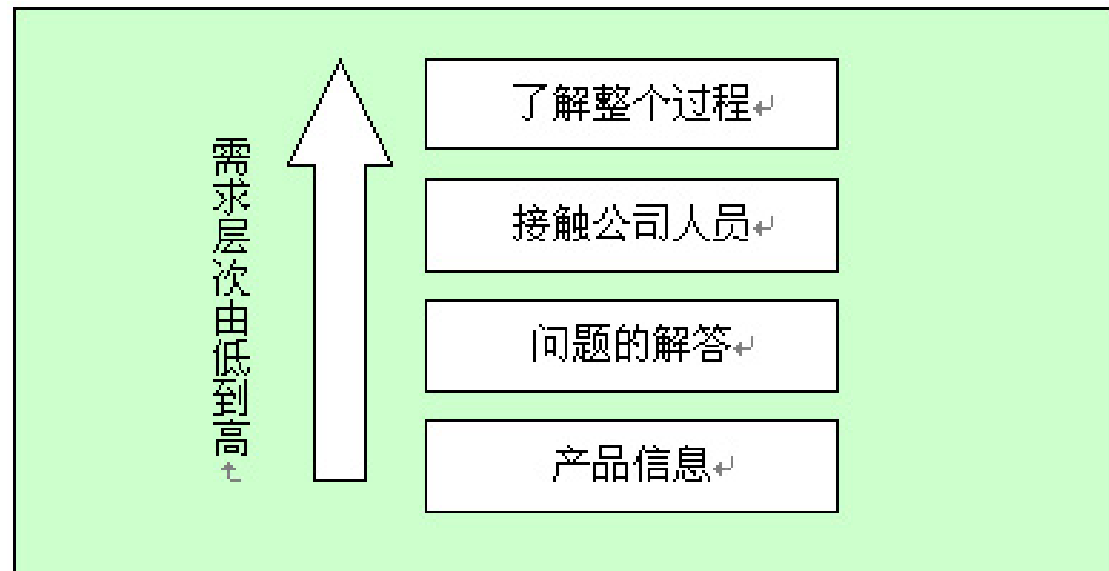 需求层次由低到高
了解整个过程
接触公司人员
问题的解答
产品信息